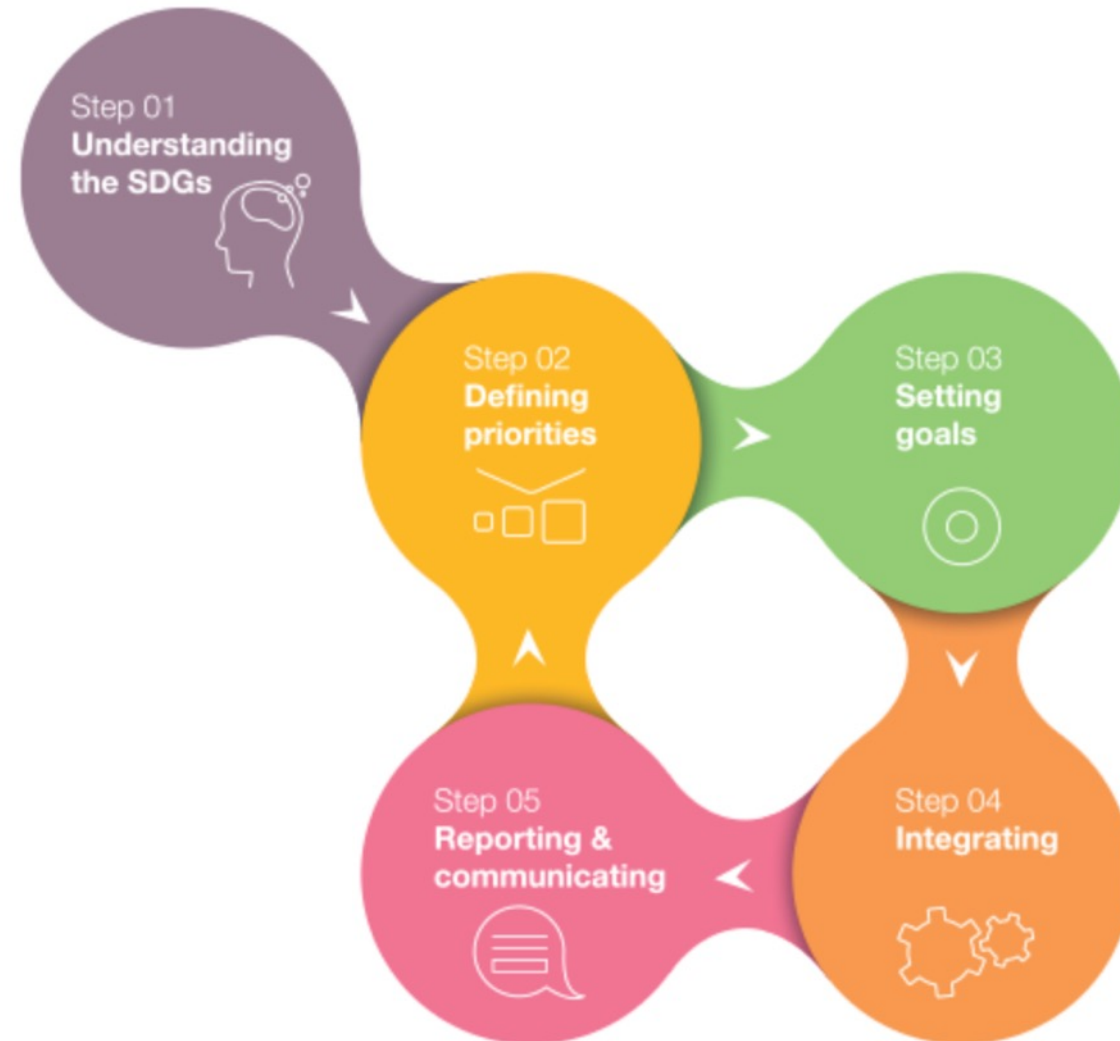 Step 01
Understanding
the SDGs
Step 02
Defining
priorities
Step 03
Setting
goals
Step 04
Integrating
Step 05
Reporting &
communicating